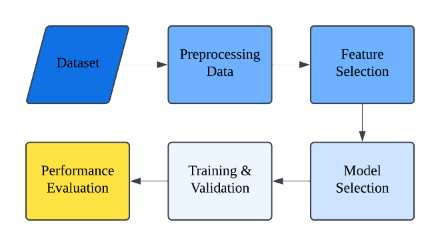 Dataset
Preprocessing
Data
Feature
Selection
Performance
Evaluation
Training &
Validation
Model
Selection